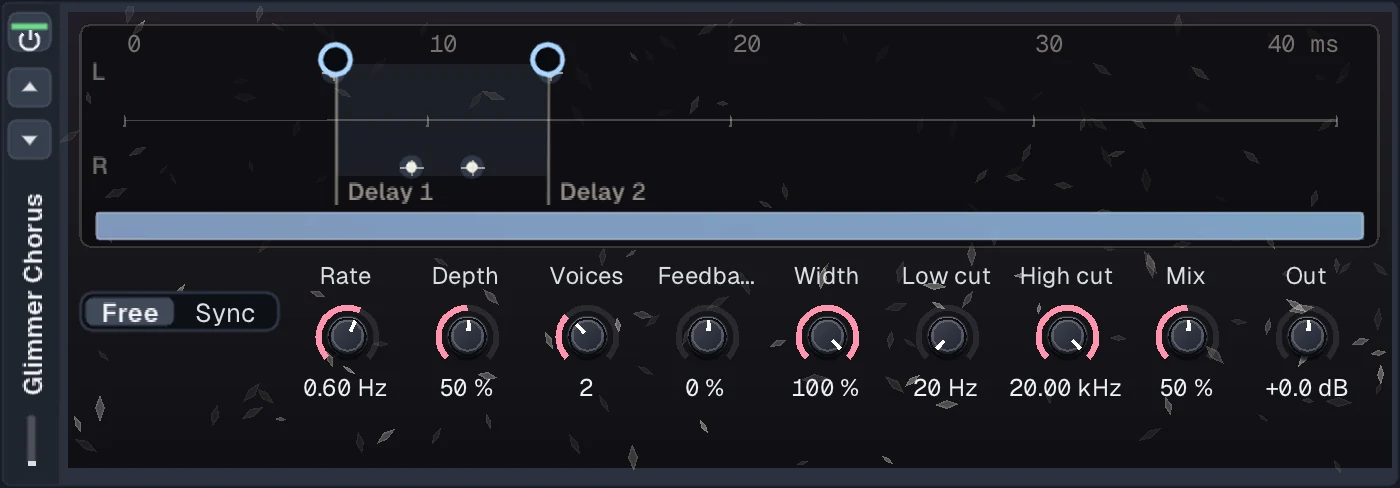 Glimmer Chorus
0 10 20 30 40 ms
L
R
Delay 1 Delay 2
Free Sync
Rate Depth Voices Feedba... Width Low cut High cut Mix Out
0.60 Hz 50 % 2 0 % 100 % 20 Hz 20.00 kHz 50 % +0.0 dB